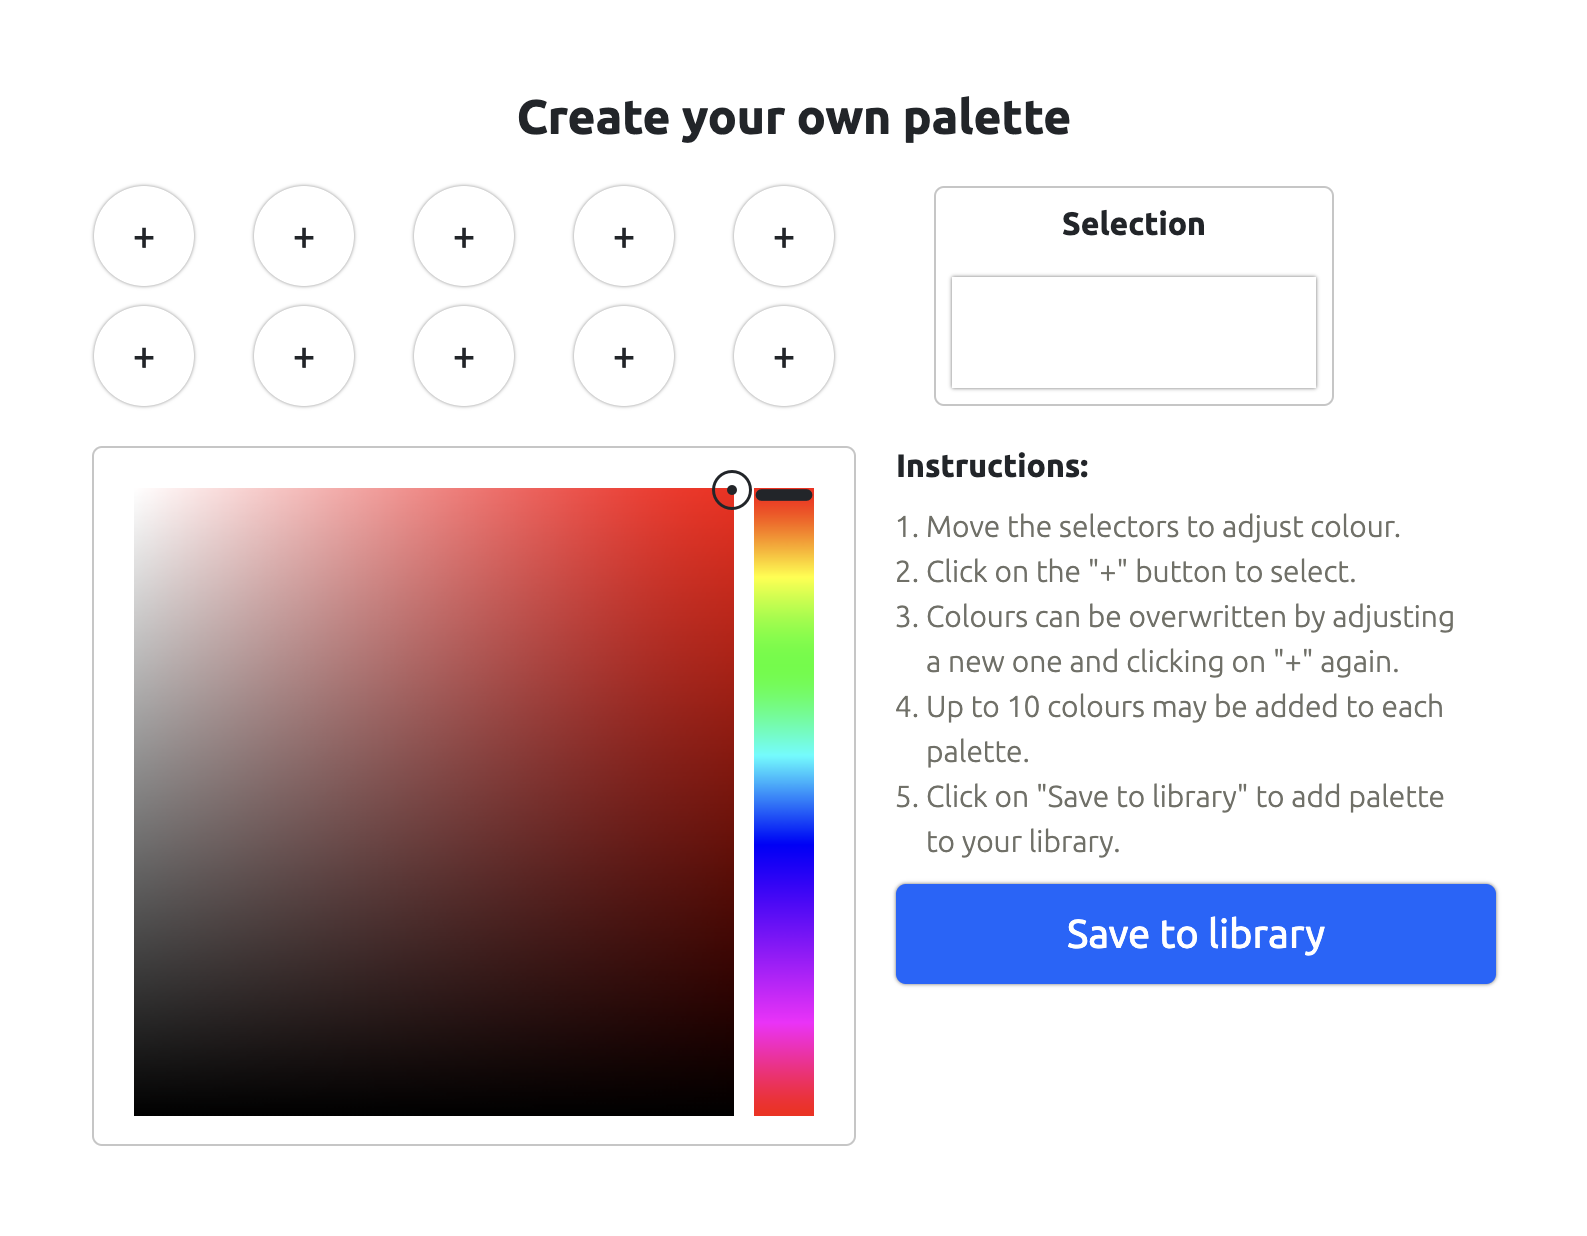 Create your own palette
+ + + + +
+ + + + +
Selection
Instructions:
1. Move the selectors to adjust colour.
2. Click on the "+" button to select.
3. Colours can be overwritten by adjusting
a new one and clicking on "+" again.
4. Up to 10 colours may be added to each
palette.
5. Click on "Save to library" to add palette
to your library.
Save to library